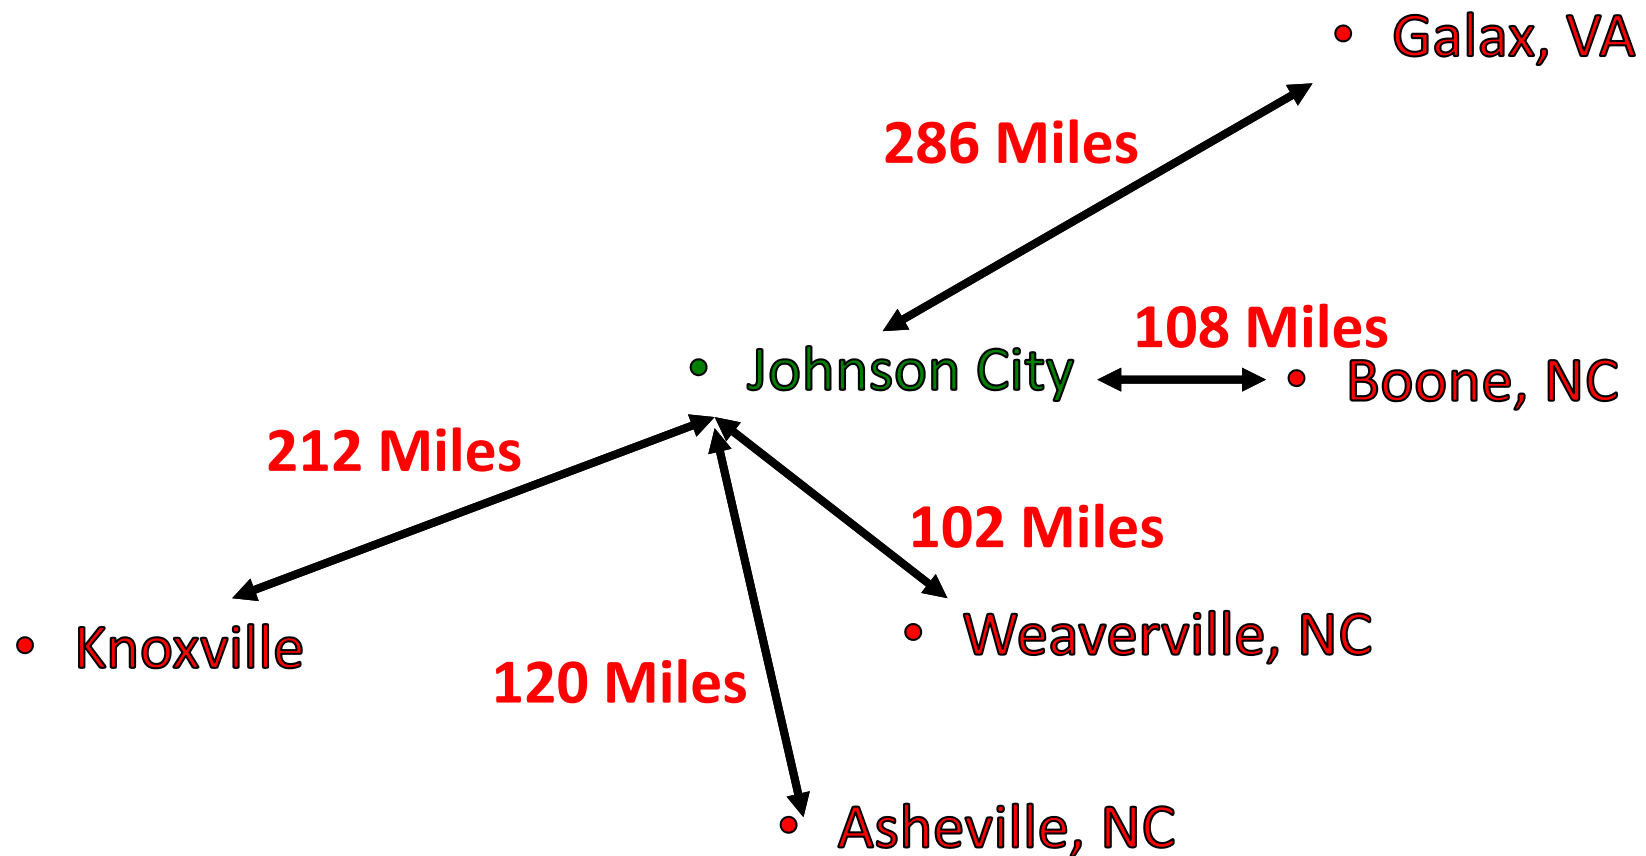 • Galax, VA
286 Miles
108 Miles
• Johnson City
• Boone, NC
212 Miles
102 Miles
• Knoxville
• Weaverville, NC
120 Miles
• Asheville, NC